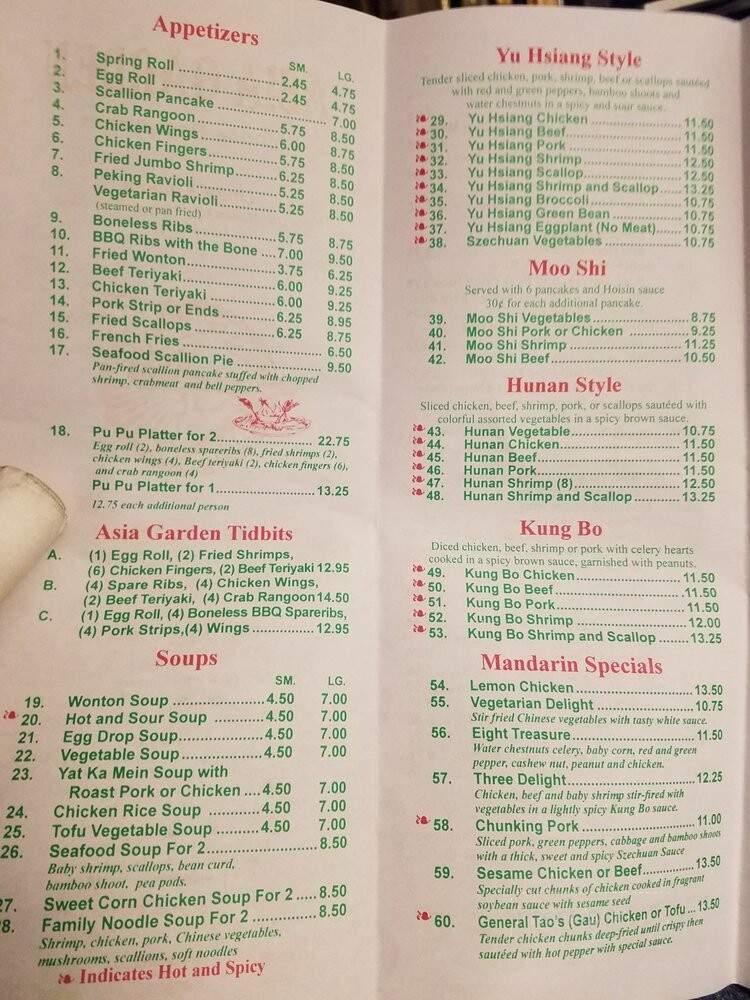 Appetizers
SM. LG.
1. Spring Roll 2.45 4.75
2. Egg Roll 2.45 4.75
3. Scallion Pancake 7.00
4. Crab Rangoon 5.75 8.50
5. Chicken Wings 6.00 8.75
6. Chicken Fingers 5.75 8.50
7. Fried Jumbo Shrimp 6.25 8.50
8. Peking Ravioli 5.25 8.50
Vegetarian Ravioli 5.25 8.50
(steamed or pan fried)
9. Boneless Ribs 5.75 8.75
10. BBQ Ribs with the Bone 7.00 9.50
11. Fried Wonton 3.75 6.25
12. Beef Teriyaki 6.00 9.25
13. Chicken Teriyaki 6.00 9.25
14. Pork Strip or Ends 6.25 8.95
15. Fried Scallops 6.25 8.75
16. French Fries 6.50
17. Seafood Scallion Pie 9.50
Pan-fired scallion pancake stuffed with chopped
shrimp, crabmeat and bell peppers.
18. Pu Pu Platter for 2 22.75
Egg roll (2), boneless spareribs (8), fried shrimps (2),
chicken wings (4), Beef teriyaki (2), chicken fingers (6),
and crab rangoon (4)
Pu Pu Platter for 1 13.25
12.75 each additional person
Asia Garden Tidbits
A. (1) Egg Roll, (2) Fried Shrimps,
(6) Chicken Fingers, (2) Beef Teriyaki 12.95
B. (4) Spare Ribs, (4) Chicken Wings,
(2) Beef Teriyaki, (4) Crab Rangoon 14.50
C. (1) Egg Roll, (4) Boneless BBQ Spareribs,
(4) Pork Strips,(4) Wings 12.95
Soups
SM. LG.
19. Wonton Soup 4.50 7.00
20. Hot and Sour Soup 4.50 7.00
21. Egg Drop Soup 4.50 7.00
22. Vegetable Soup 4.50 7.00
23. Yat Ka Mein Soup with
Roast Pork or Chicken 4.50 7.00
24. Chicken Rice Soup 4.50 7.00
25. Tofu Vegetable Soup 4.50 7.00
26. Seafood Soup For 2 8.50
Baby shrimp, scallops, bean curd,
bamboo shoot, pea pods.
27. Sweet Corn Chicken Soup For 2 8.50
8. Family Noodle Soup For 2 8.50
Shrimp, chicken, pork, Chinese vegetables,
mushrooms, scallions, soft noodles
Indicates Hot and Spicy
Yu Hsiang Style
Tender sliced chicken, pork, shrimp, beef or scallops sautéed
with red and green peppers, bamboo shoots and
water chestnuts in a spicy and sour sauce.
29. Yu Hsiang Chicken 11.50
30. Yu Hsiang Beef 11.50
31. Yu Hsiang Pork 11.50
32. Yu Hsiang Shrimp 12.50
33. Yu Hsiang Scallop 12.50
34. Yu Hsiang Shrimp and Scallop 13.25
35. Yu Hsiang Broccoli 10.75
36. Yu Hsiang Green Bean 10.75
37. Yu Hsiang Eggplant (No Meat) 10.75
38. Szechuan Vegetables 10.75
Moo Shi
Served with 6 pancakes and Hoisin sauce
30¢ for each additional pancake.
39. Moo Shi Vegetables 8.75
40. Moo Shi Pork or Chicken 9.25
41. Moo Shi Shrimp 11.25
42. Moo Shi Beef 10.50
Hunan Style
Sliced chicken, beef, shrimp, pork, or scallops sautéed with
colorful assorted vegetables in a spicy brown sauce.
43. Hunan Vegetable 10.75
44. Hunan Chicken 11.50
45. Hunan Beef 11.50
46. Hunan Pork 11.50
47. Hunan Shrimp (8) 12.50
48. Hunan Shrimp and Scallop 13.25
Kung Bo
Diced chicken, beef, shrimp or pork with celery hearts
cooked in a spicy brown sauce, garnished with peanuts.
49. Kung Bo Chicken 11.50
50. Kung Bo Beef 11.50
51. Kung Bo Pork 11.50
52. Kung Bo Shrimp 12.00
53. Kung Bo Shrimp and Scallop 13.25
Mandarin Specials
54. Lemon Chicken 13.50
55. Vegetarian Delight 10.75
Stir fried Chinese vegetables with tasty white sauce.
56. Eight Treasure 11.50
Water chestnuts celery, baby corn, red and green
pepper, cashew nut, peanut and chicken.
57. Three Delight 12.25
Chicken, beef and baby shrimp stir-fired with
vegetables in a lightly spicy Kung Bo sauce.
58. Chunking Pork 11.00
Sliced pork, green peppers, cabbage and bamboo shoots
with a thick, sweet and spicy Szechuan Sauce
59. Sesame Chicken or Beef 13.50
Specially cut chunks of chicken cooked in fragrant
soybean sauce with sesame seed
60. General Tao's (Gau) Chicken or Tofu 13.50
Tender chicken chunks deep-fried until crispy then
sautéed with hot pepper with special sauce.